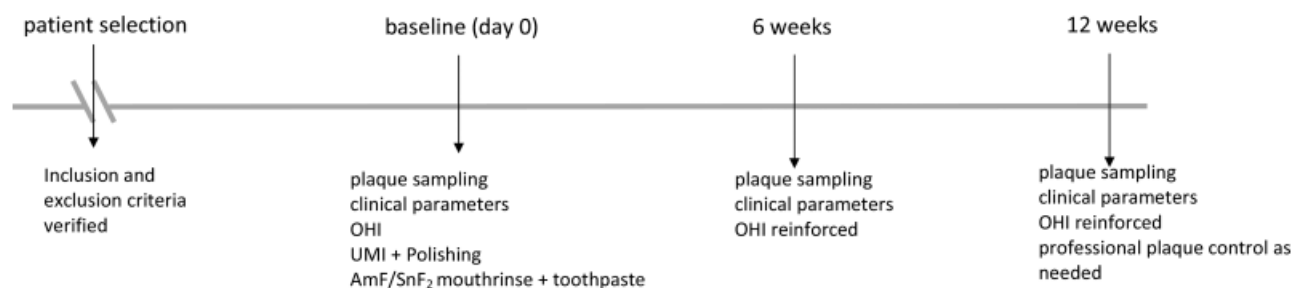 patient selection
baseline (day 0)
6 weeks
12 weeks
Inclusion and
exclusion criteria
verified
plaque sampling
clinical parameters
OHI
UMI + Polishing
AmF/SnF₂ mouthrinse + toothpaste
plaque sampling
clinical parameters
OHI reinforced
plaque sampling
clinical parameters
OHI reinforced
professional plaque control as
needed